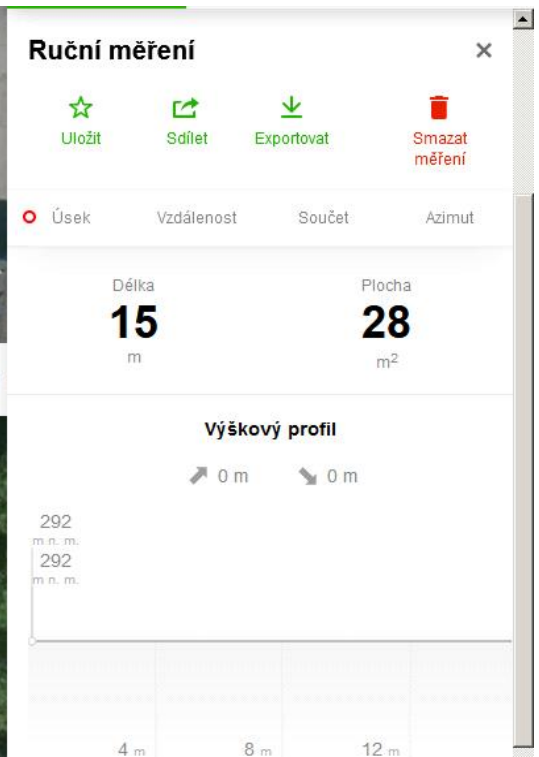 Ruční měření
Uložit
Sdílet
Exportovat
Smazat
měření
Úsek Vzdálenost Součet Azimut
Délka Plocha
15 28
m m²
Výškový profil
0 m 0 m
292
m n. m.
292
m n. m.
4 m 8 m 12 m